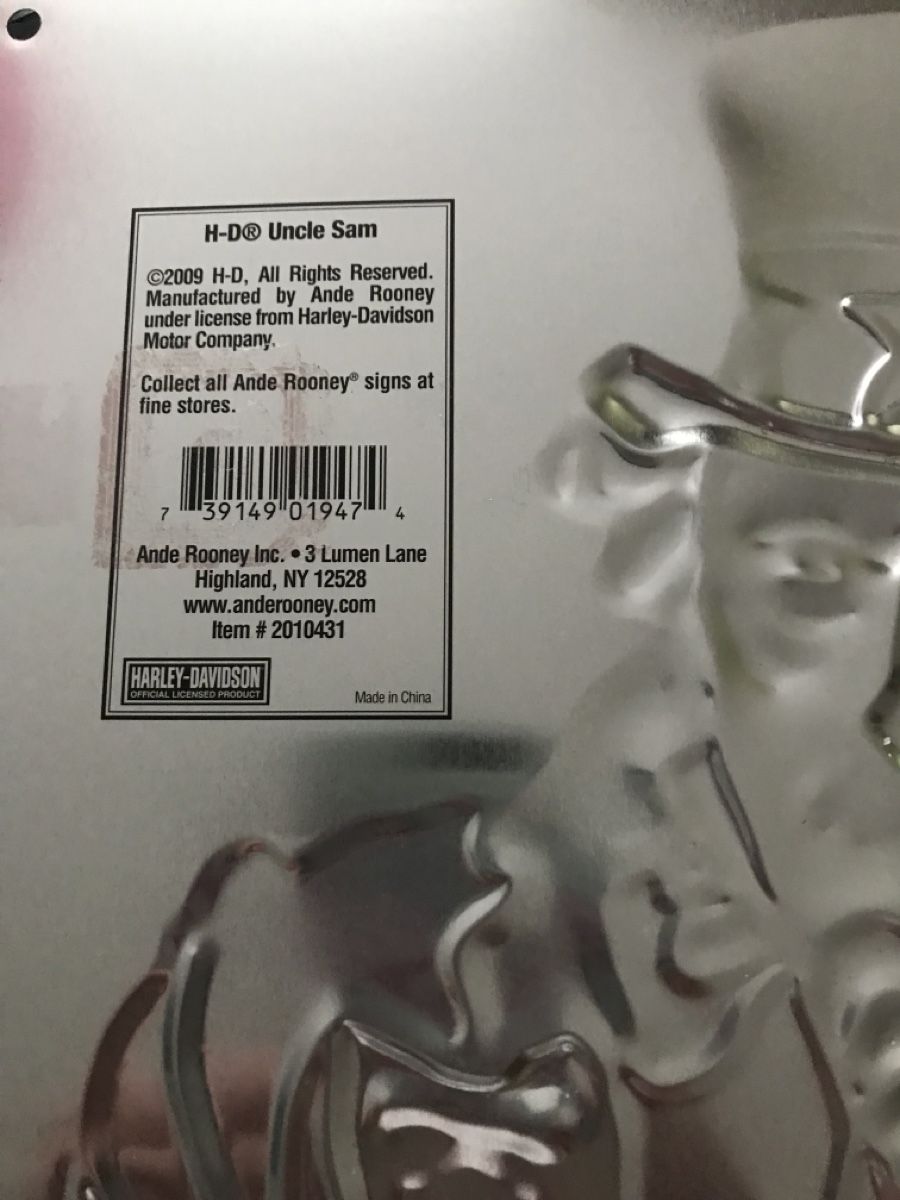 H-D® Uncle Sam
©2009 H-D, All Rights Reserved.
Manufactured by Ande Rooney
under license from Harley-Davidson
Motor Company.
Collect all Ande Rooney® signs at
fine stores.
7 39149 01947 4
Ande Rooney Inc. • 3 Lumen Lane
Highland, NY 12528
www.anderooney.com
Item # 2010431
HARLEY-DAVIDSON
OFFICIAL LICENSED PRODUCT
Made in China